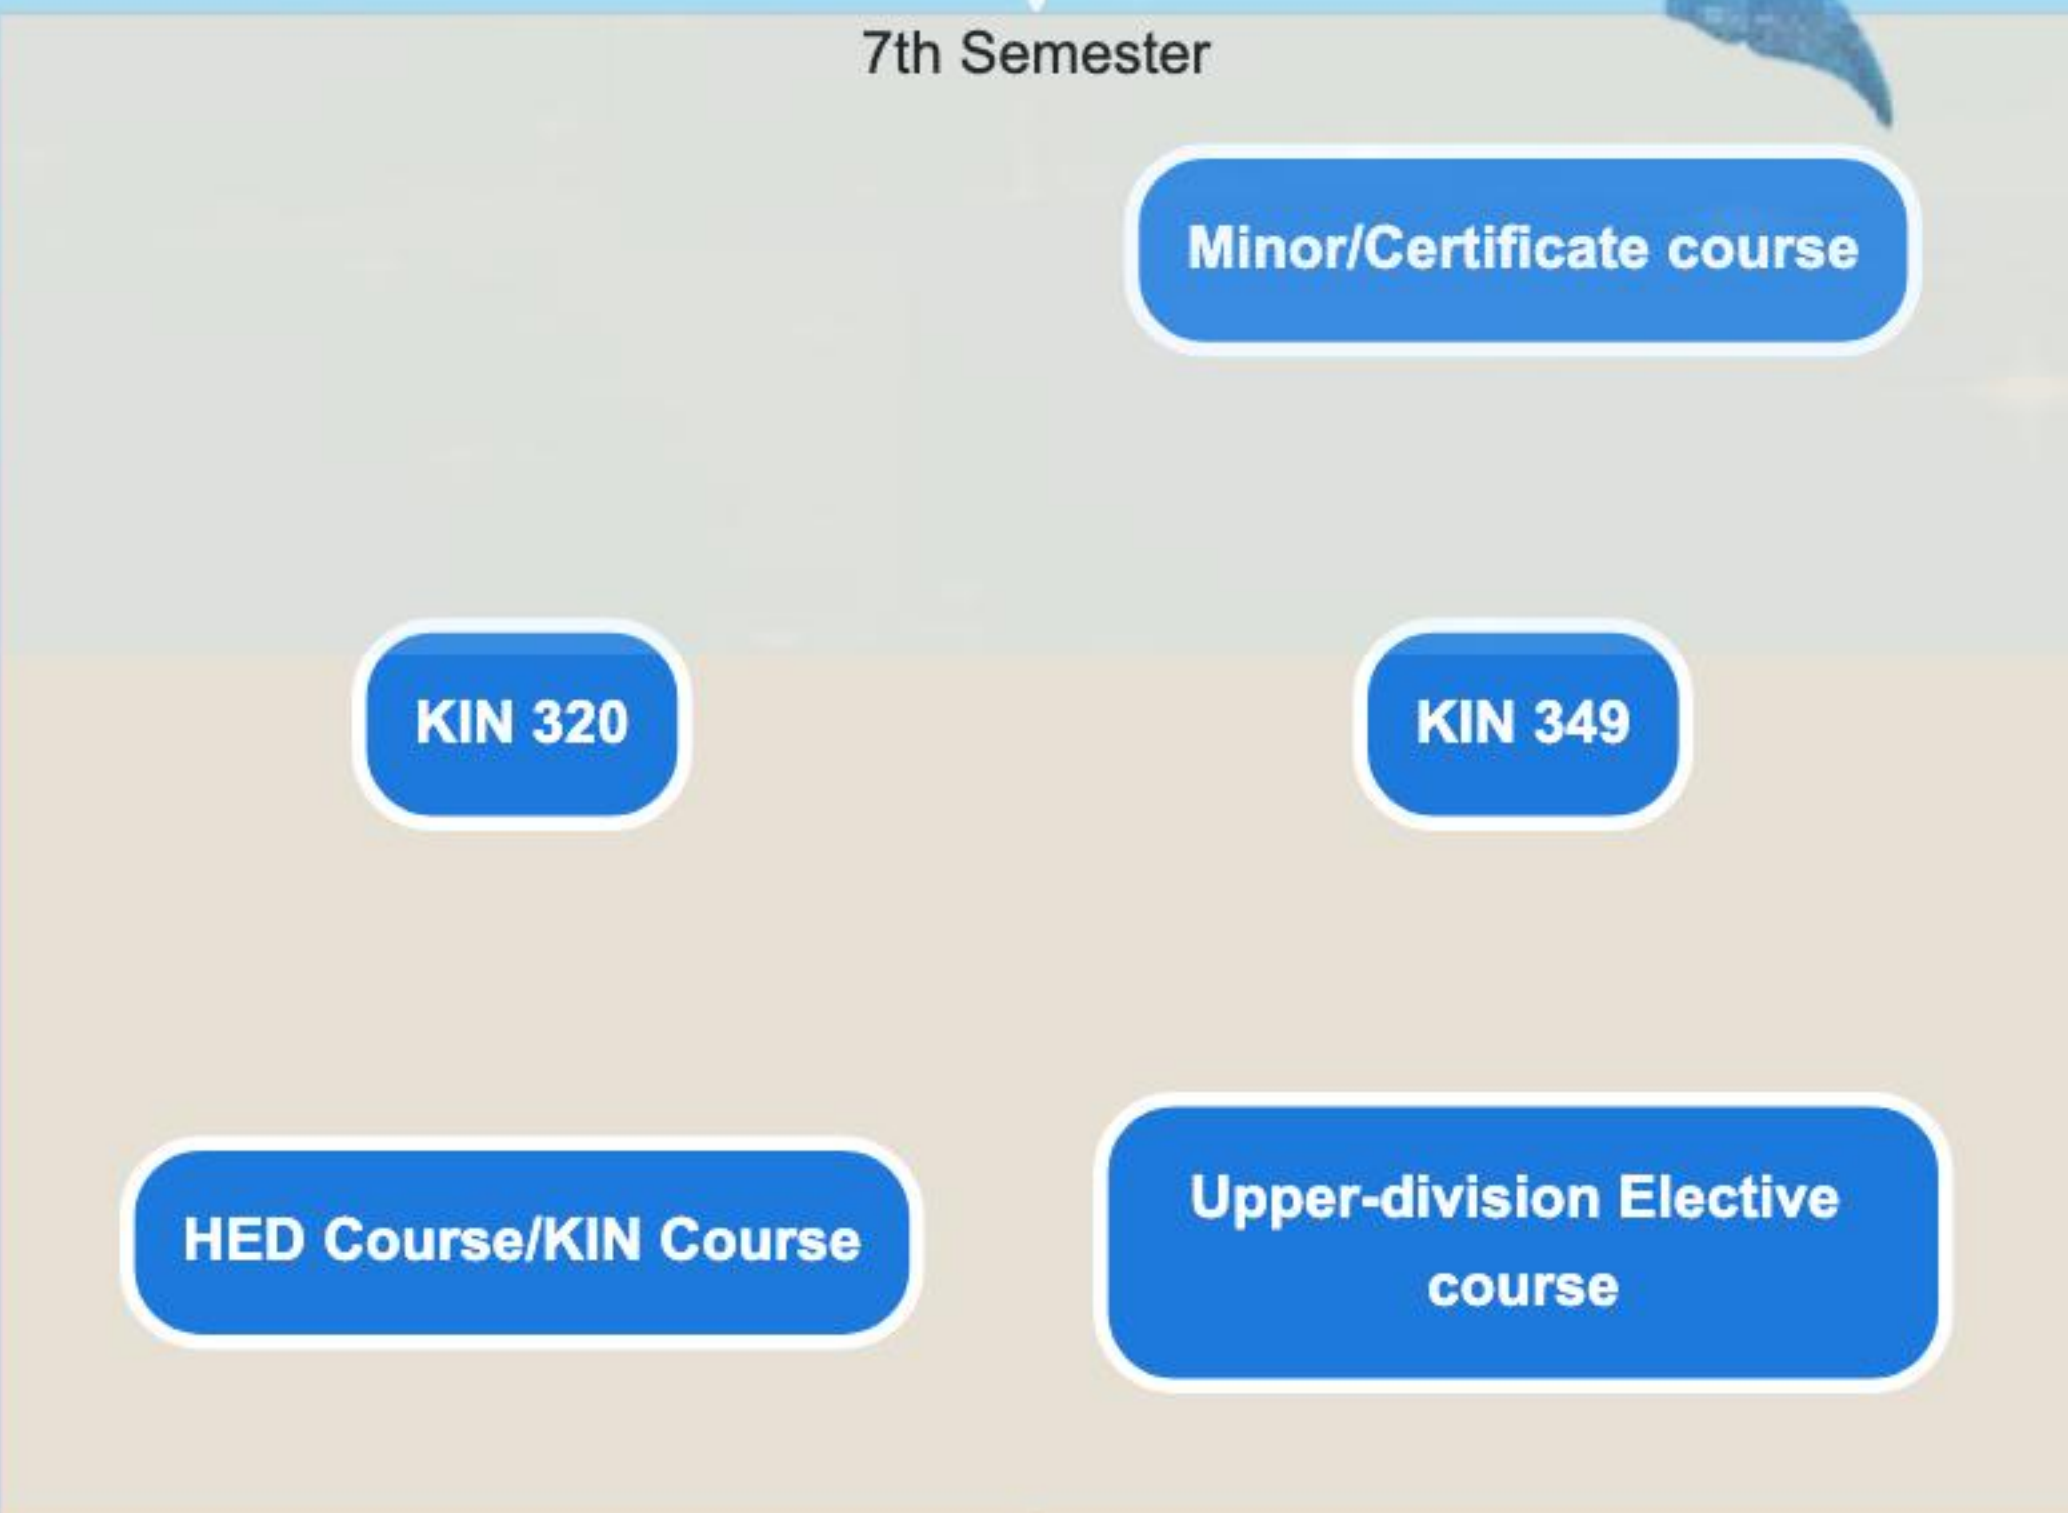 7th Semester
Minor/Certificate course
KIN 320
KIN 349
HED Course/KIN Course
Upper-division Elective
course